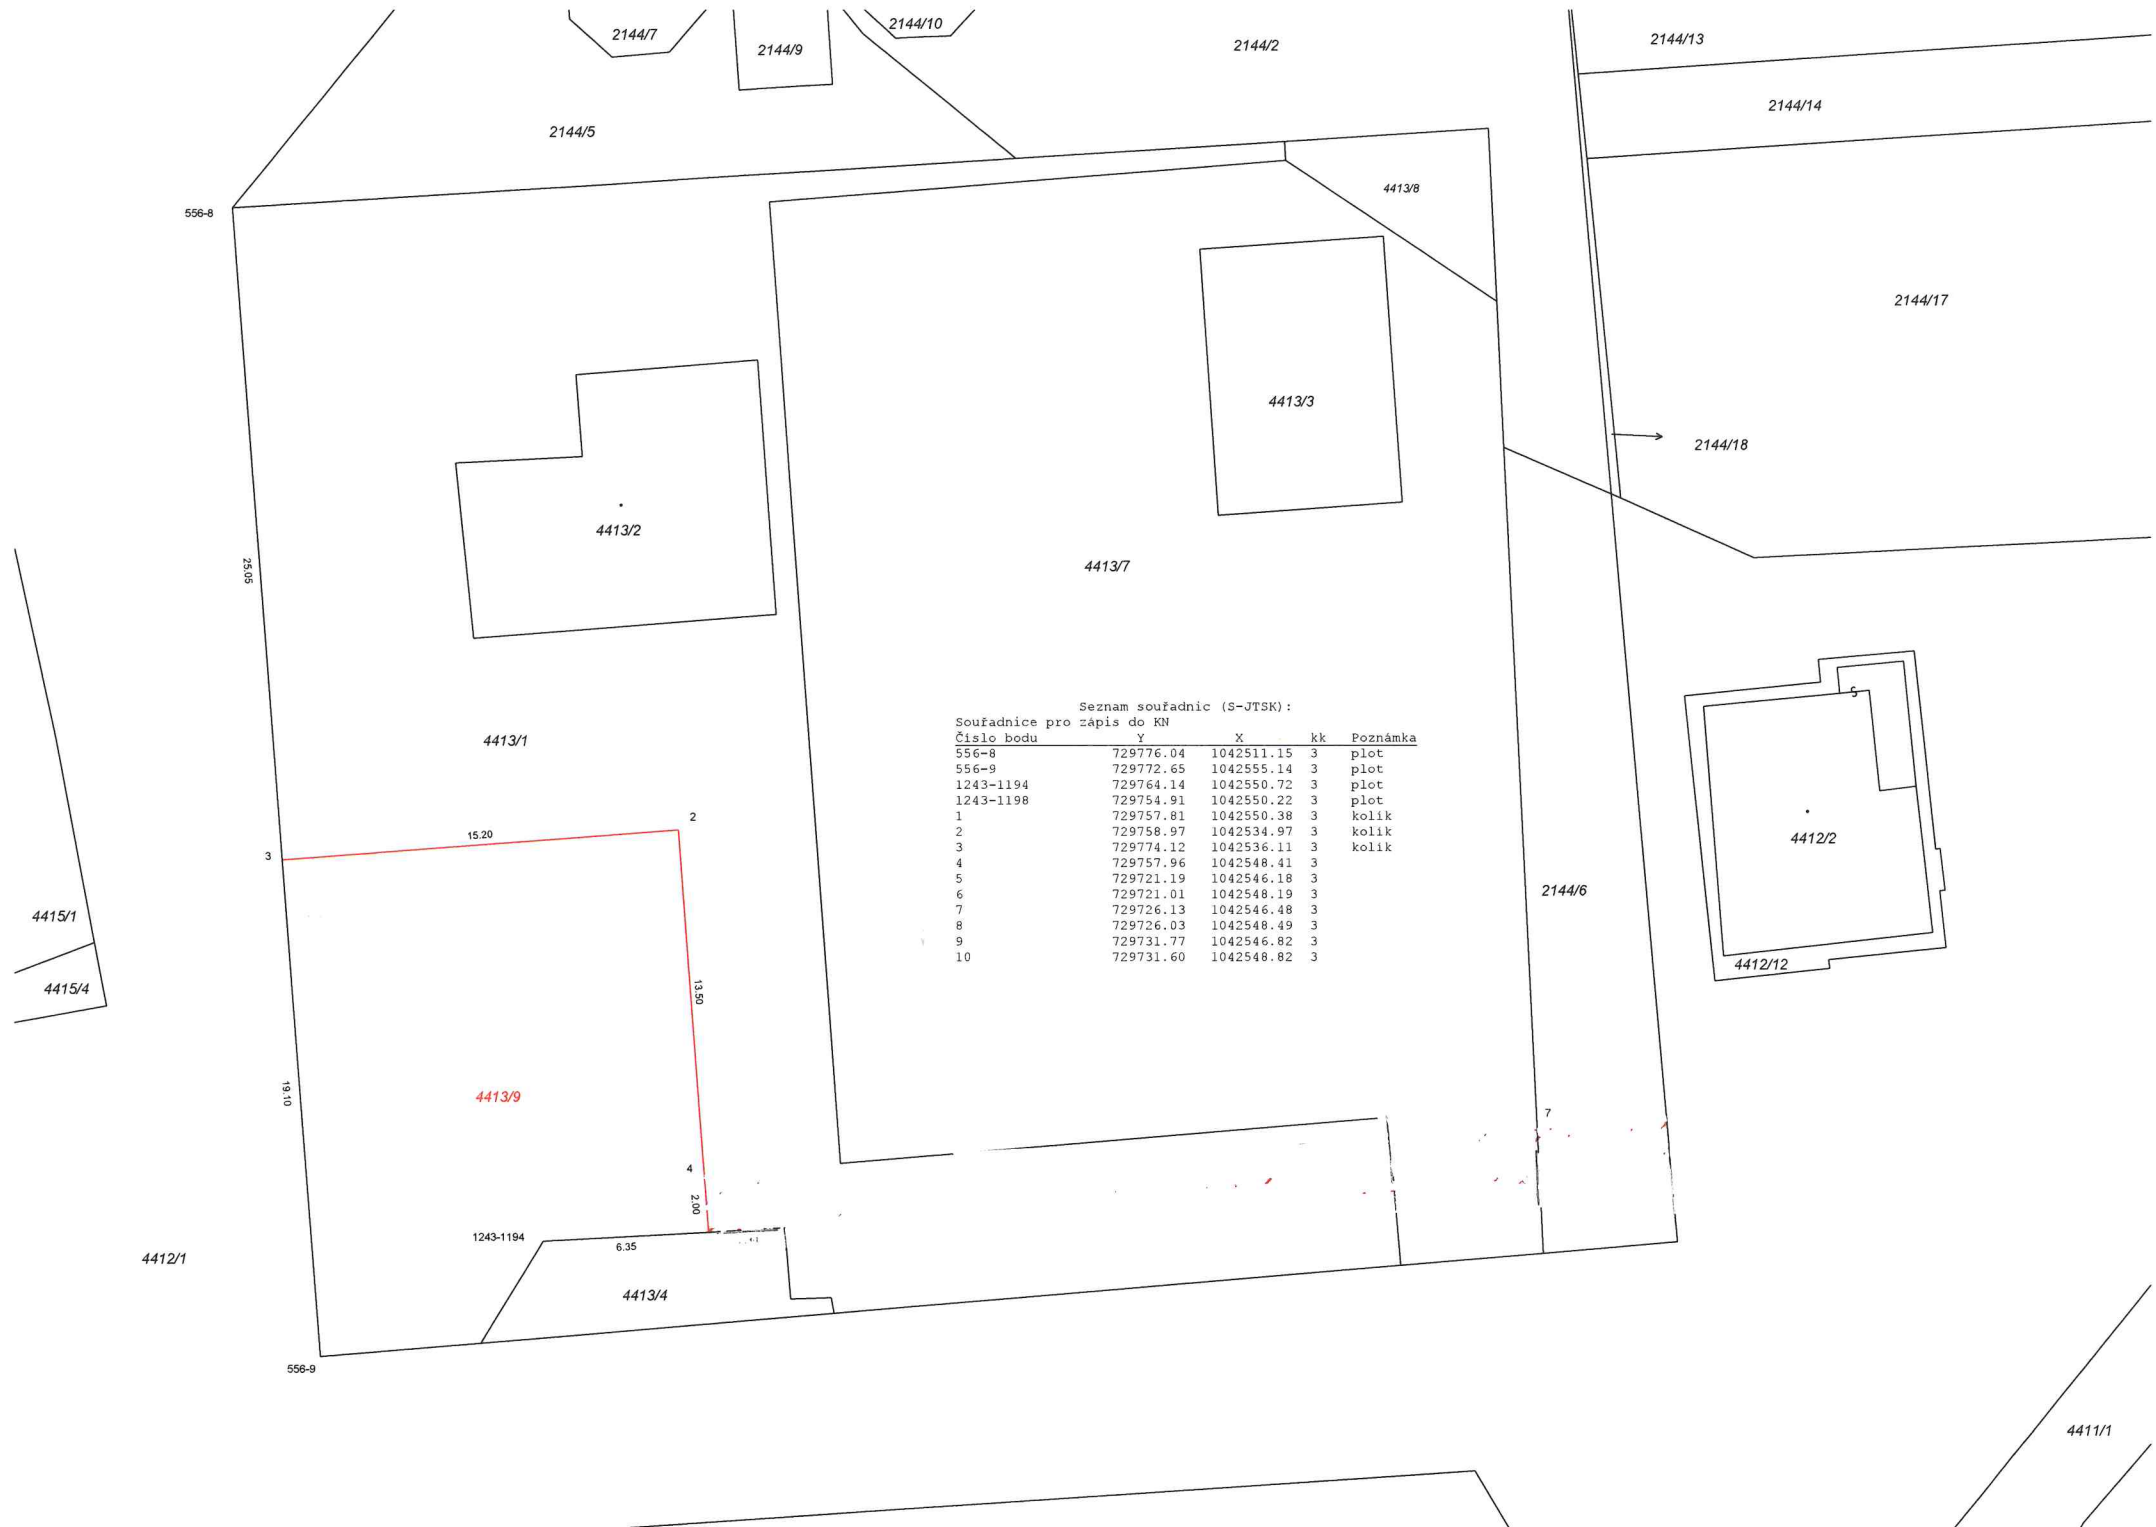 2144/7
2144/9
2144/10
2144/2
2144/13
2144/14
2144/5
556-8
4413/8
2144/17
4413/3
2144/18
4413/2
25.05
4413/7
4413/1
Seznam souřadnic (S-JTSK):
Souřadnice pro zápis do KN
Číslo bodu Y X kk Poznámka
556-8 729776.04 1042511.15 3 plot
556-9 729772.65 1042555.14 3 plot
1243-1194 729764.14 1042550.72 3 plot
1243-1198 729754.91 1042550.22 3 plot
1 729757.81 1042550.38 3 kolík
2 729758.97 1042534.97 3 kolík
3 729774.12 1042536.11 3 kolík
4 729757.96 1042548.41 3
5 729721.19 1042546.18 3
6 729721.01 1042548.19 3
7 729726.13 1042546.48 3
8 729726.03 1042548.49 3
9 729731.77 1042546.82 3
10 729731.60 1042548.82 3
2
15.20
3
4412/2
2144/6
4415/1
4412/12
4415/4
13.50
19.10
4413/9
7
4
2.00
1243-1194
6.35
4412/1
4413/4
556-9
4411/1